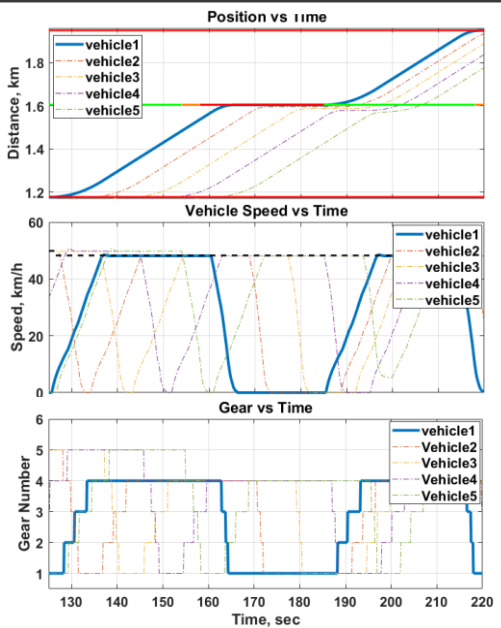 Position vs Time
vehicle1
vehicle2
vehicle3
vehicle4
vehicle5
1.8
1.6
1.4
1.2
Distance, km
Vehicle Speed vs Time
60
40
20
0
Speed, km/h
vehicle1
vehicle2
vehicle3
vehicle4
vehicle5
Gear vs Time
6
5
4
3
2
1
Gear Number
vehicle1
Vehicle2
Vehicle3
Vehicle4
Vehicle5
130 140 150 160 170 180 190 200 210 220
Time, sec